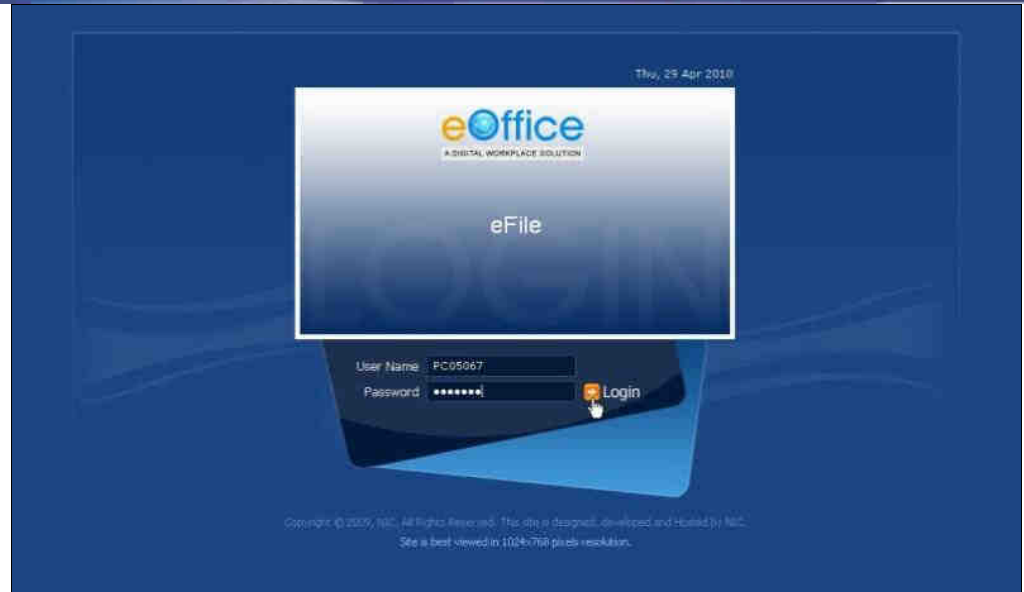 Thu, 29 Apr 2010
eOffice
A DIGITAL WORKPLACE SOLUTION
eFile
LOGIN
User Name PC05067
Password •••••••
Login
Copyright © 2009, NIC, All Rights Reserved. This site is designed, developed and Hosted by NIC.
Site is best viewed in 1024x768 pixels resolution.